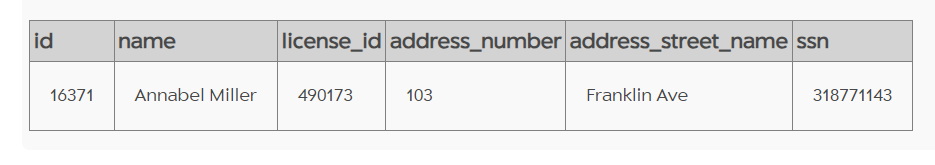 id name license_id address_number address_street_name ssn
16371 Annabel Miller 490173 103 Franklin Ave 318771143